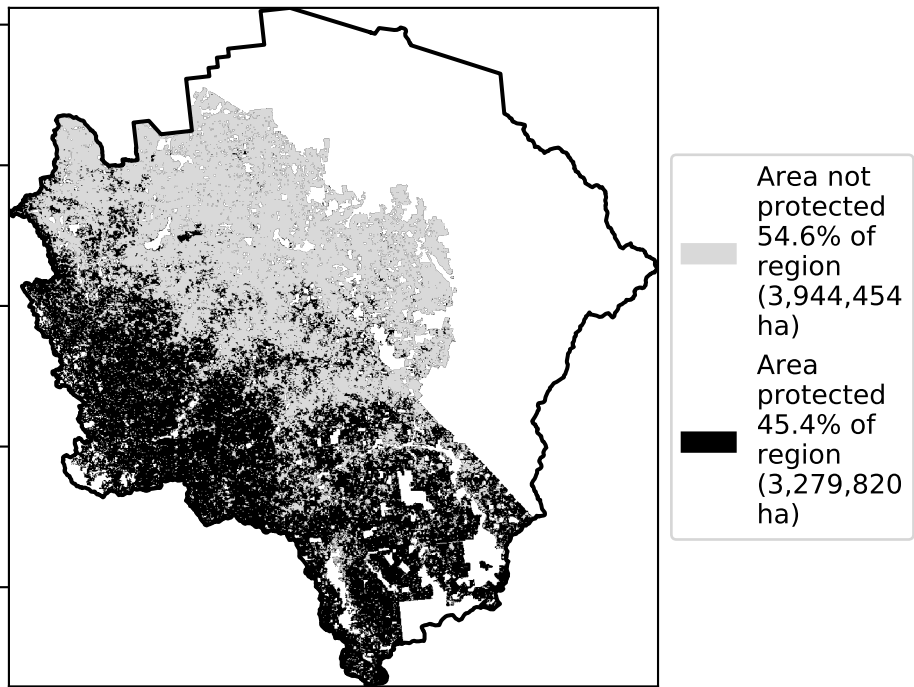 Area not
protected
54.6% of
region
(3,944,454
ha)
Area
protected
45.4% of
region
(3,279,820
ha)